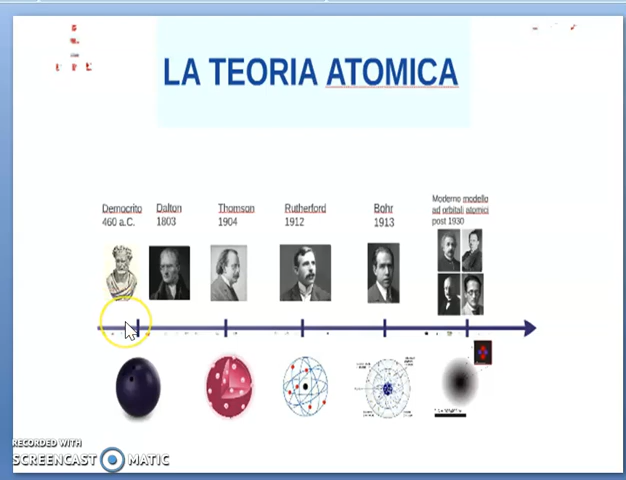 LA TEORIA ATOMICA
Democrito
460 a.C.
Dalton
1803
Thomson
1904
Rutherford
1912
Bohr
1913
Moderno modello
ad orbitali atomici
post 1930
RECORDED WITH
SCREENCAST MATIC